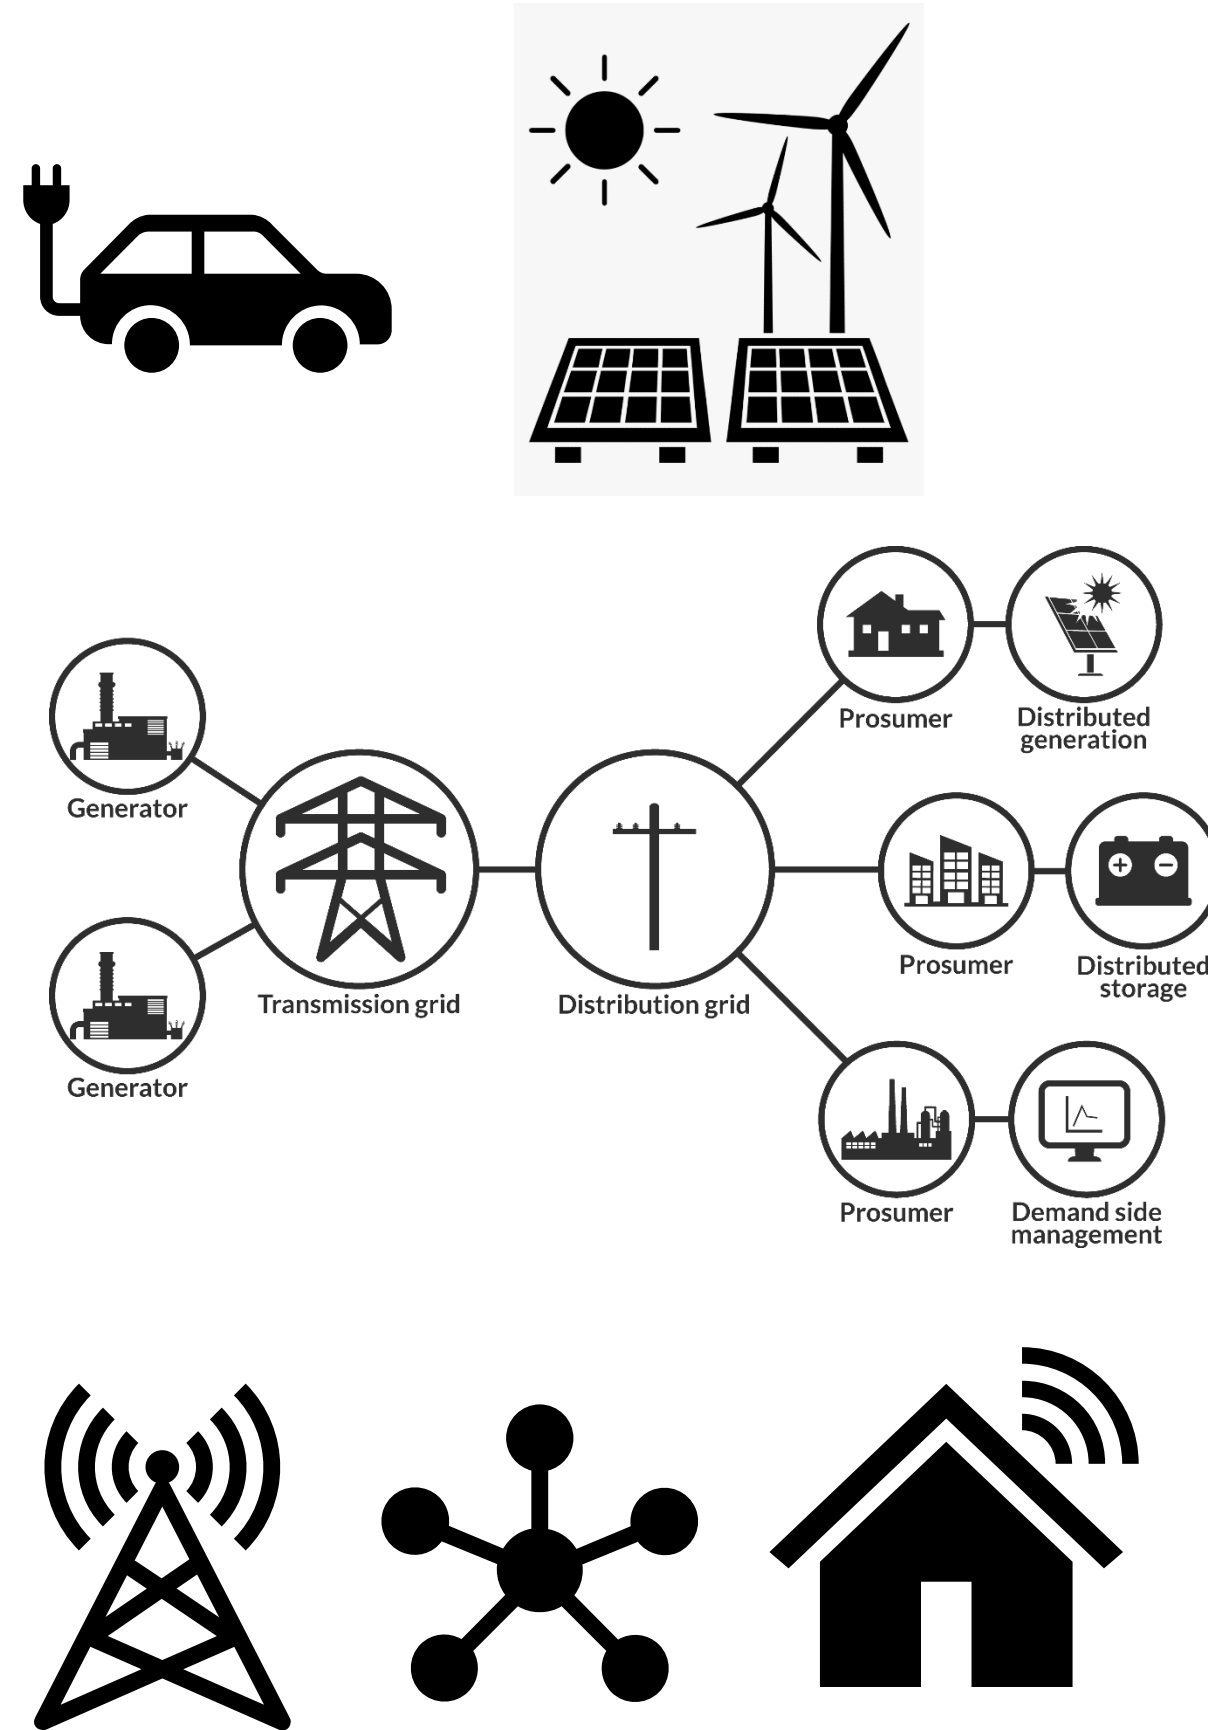 Prosumer
Distributed
generation
Generator
Prosumer
Distributed
storage
Transmission grid
Distribution grid
Generator
Prosumer
Demand side
management